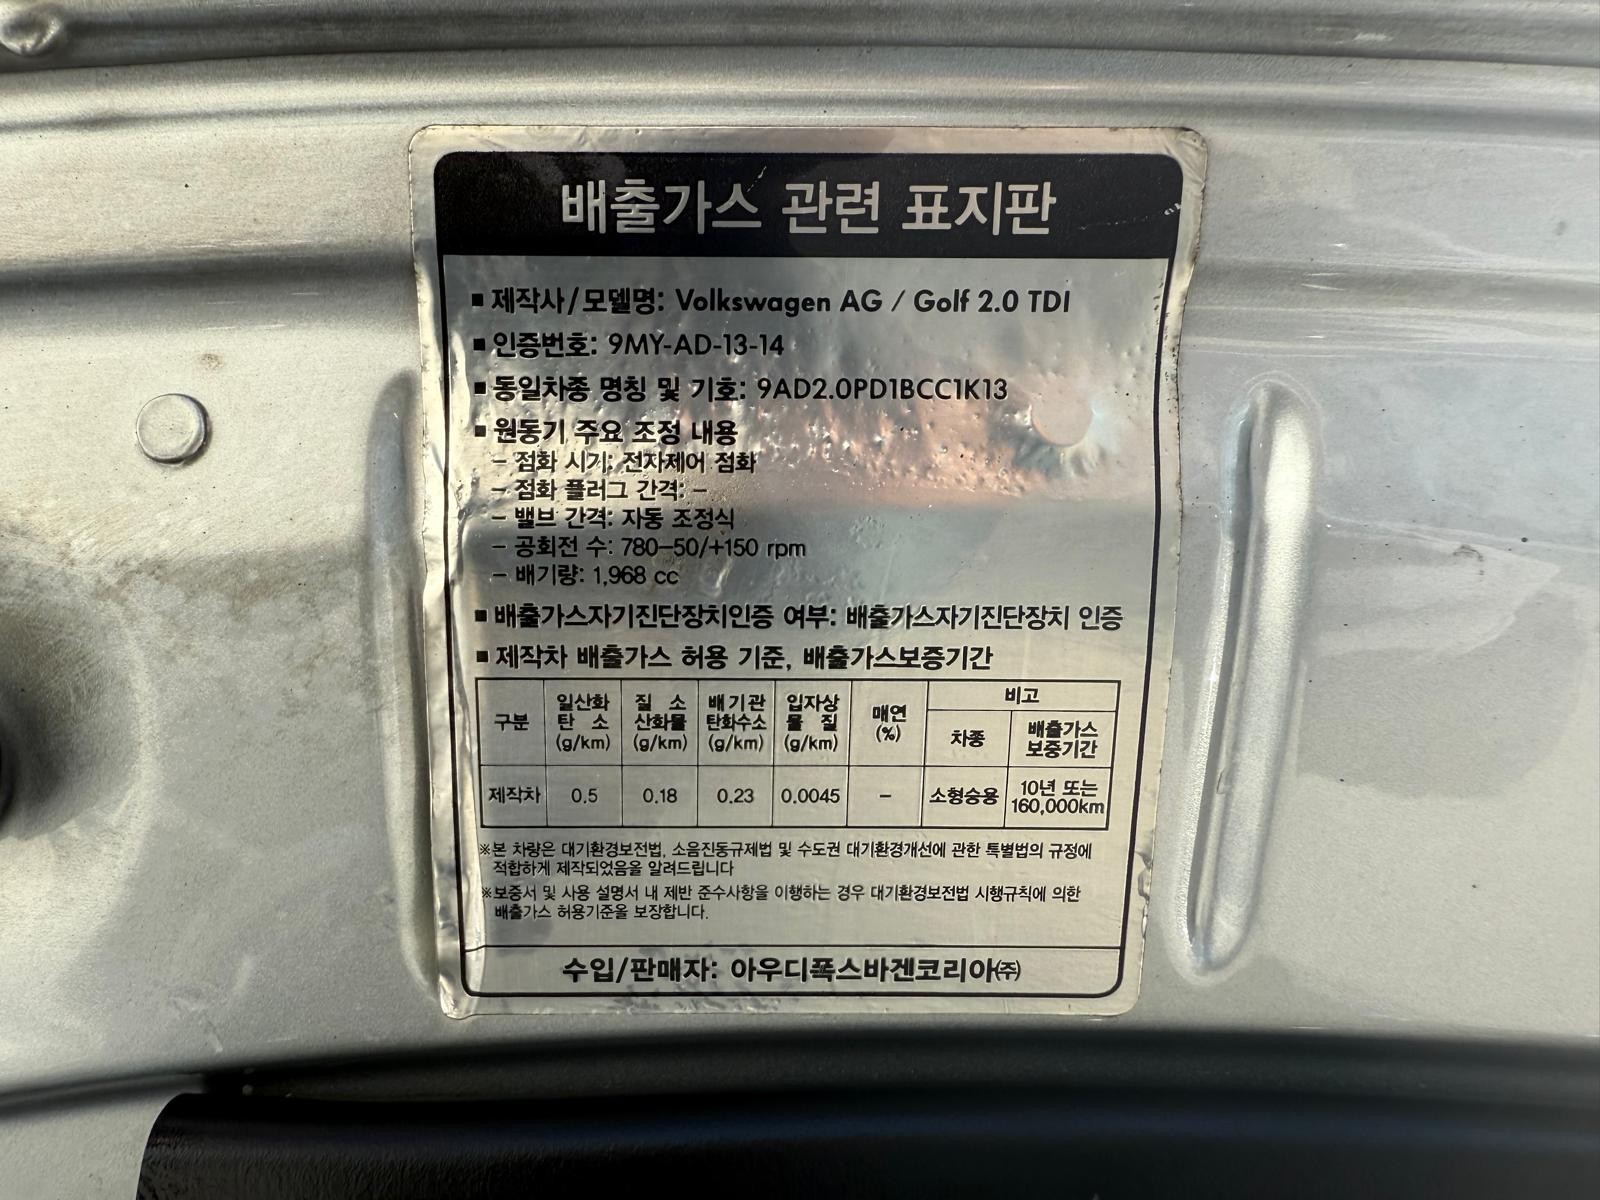 배출가스 관련 표지판
■ 제작사/모델명: Volkswagen AG / Golf 2.0 TDI
■ 인증번호: 9MY-AD-13-14
■ 동일차종 명칭 및 기호: 9AD2.0PD1BCC1K13
■ 원동기 주요 조정 내용
– 점화 시기: 전자제어 점화
– 점화 플러그 간격: –
– 밸브 간격: 자동 조정식
– 공회전 수: 780-50/+150 rpm
– 배기량: 1,968 cc
■ 배출가스자기진단장치인증 여부: 배출가스자기진단장치 인증
■ 제작차 배출가스 허용 기준, 배출가스보증기간
구분 일산화탄소 (g/km) 질소산화물 (g/km) 배기관탄화수소 (g/km) 입자상물질 (g/km) 매연 (%) 비고
차종 배출가스 보증기간
제작차 0.5 0.18 0.23 0.0045 – 소형승용 10년 또는 160,000km
※본 차량은 대기환경보전법, 소음진동규제법 및 수도권 대기환경개선에 관한 특별법의 규정에
적합하게 제작되었음을 알려드립니다
※보증서 및 사용 설명서 내 제반 준수사항을 이행하는 경우 대기환경보전법 시행규칙에 의한
배출가스 허용기준을 보장합니다.
수입/판매자: 아우디폭스바겐코리아㈜